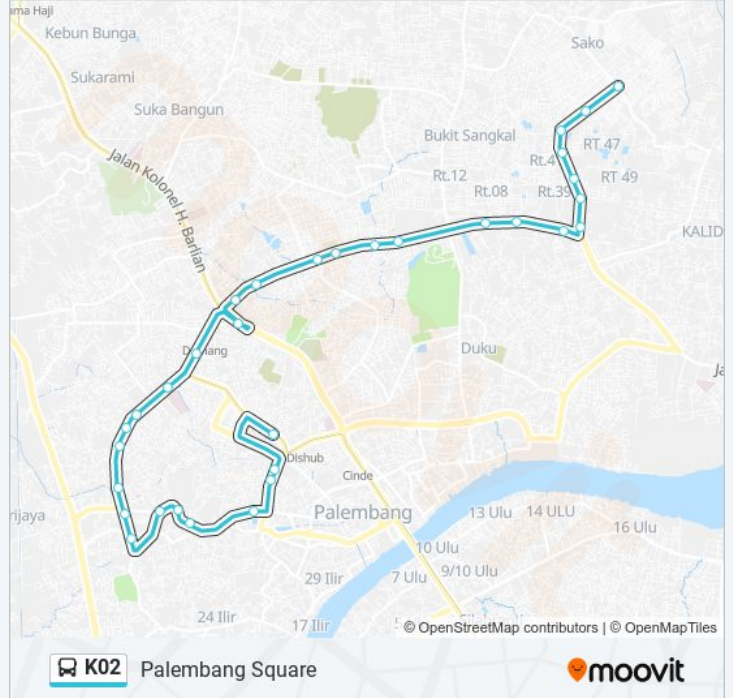 ma Haji
Kebun Bunga
Sako
Sukarami
Suka Bangun
Bukit Sangkal
RT 47
Rt.4
Jalan Kolonel H. Barlian
Rt.12
RT 49
Rt.08
Rt.39
KALID
D
ang
Duku
Ja
Dishub
Cinde
rijaya
Palembang
13 Ulu
14 ULU
16 Ulu
10 Ulu
9/10 Ulu
7 Ulu
29 Ilir
24 Ilir
17 Ilir
© OpenStreetMap contributors | © OpenMapTiles
K02 Palembang Square
moovit